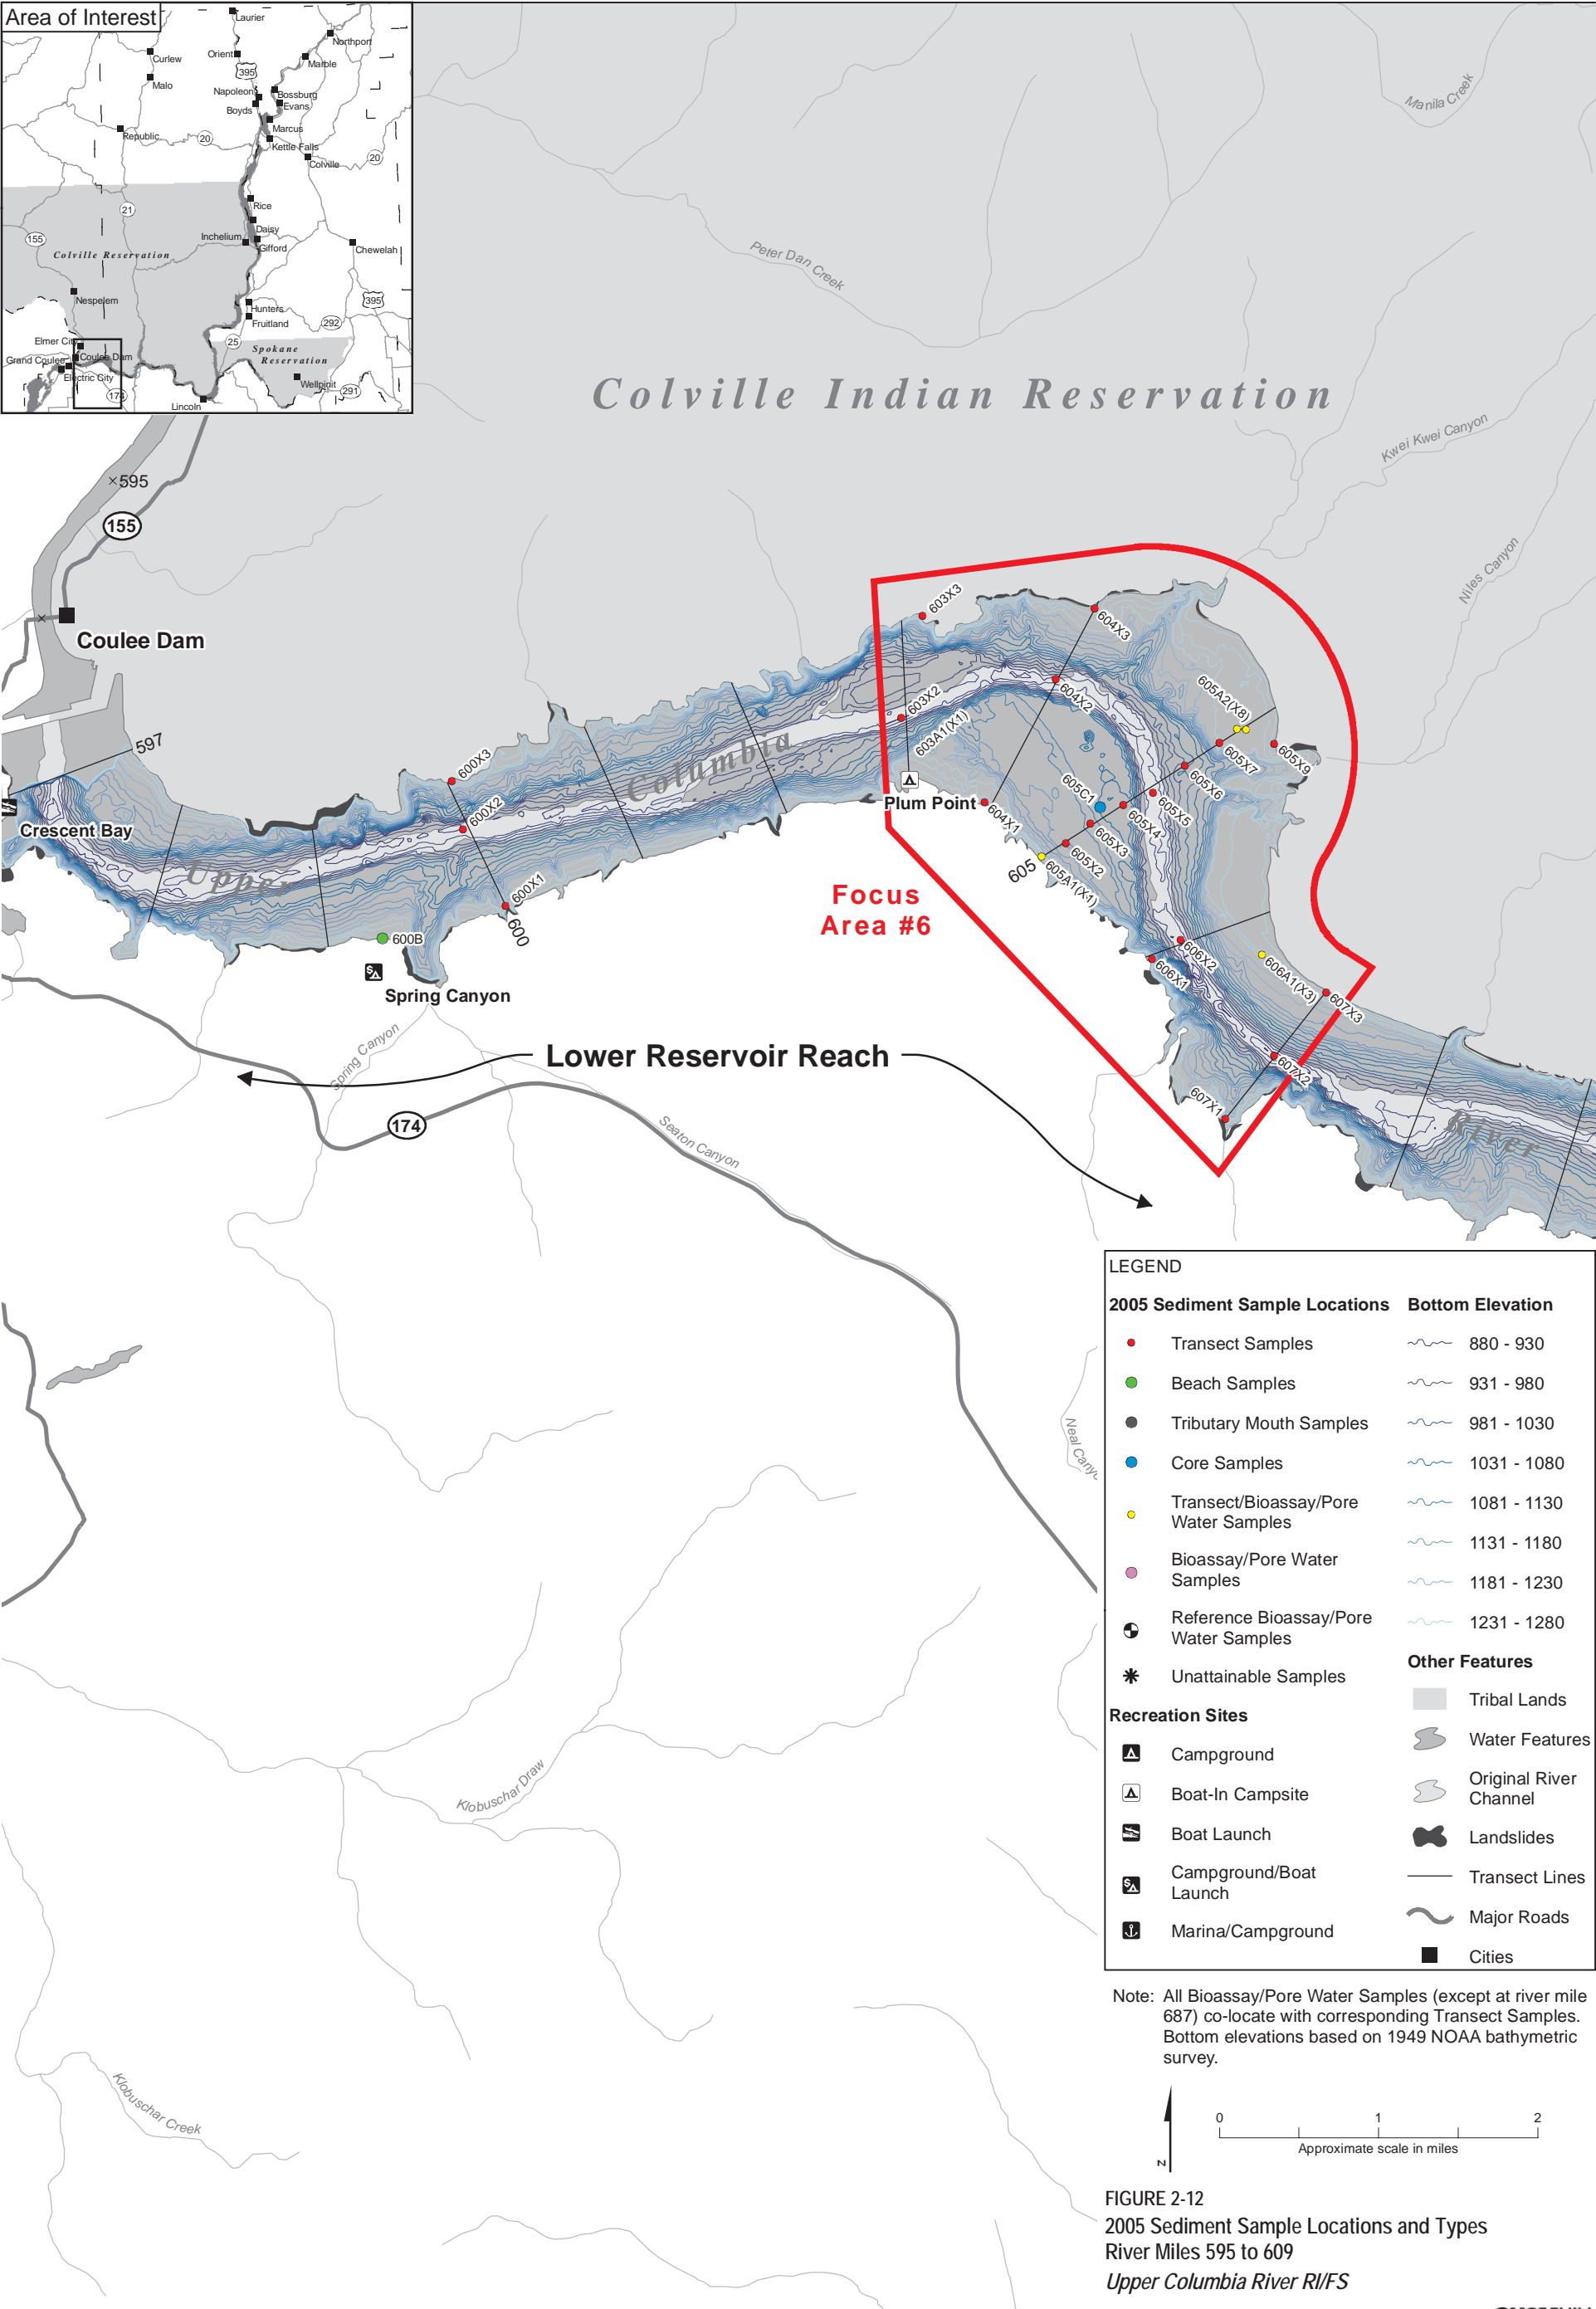 Area of Interest
Laurier
Northport
Curlew
Orient
Marble
395
Malo
Napoleon
Bossburg
Boyds
Evans
Marcus
Republic
20
Kettle Falls
Colville
20
Rice
21
Daisy
155
Inchelium
Gifford
Chewelah
Colville Reservation
Nespelem
395
Hunters
Fruitland
292
Elmer City
25
Spokane
Reservation
Grand Coulee
Coulee Dam
Electric City
Wellpinit
291
174
Lincoln
Manila Creek
Peter Dan Creek
Colville Indian Reservation
Kwei Kwei Canyon
Niles Canyon
595
155
Coulee Dam
597
Crescent Bay
Upper
Columbia
River
600X3
600X2
600X1
600
600B
Spring Canyon
Spring Canyon
603X3
603X2
603A1(X1)
Plum Point
604X3
604X2
604X1
605A2(X8)
605X9
605X7
605X6
605X5
605X4
605C1
605X3
605X2
605A1(X1)
605
606X2
606X1
606A1(X3)
607X3
607X2
607X1
Focus
Area #6
Lower Reservoir Reach
174
Seaton Canyon
Klobuschar Draw
Klobuschar Creek
LEGEND
2005 Sediment Sample Locations
Transect Samples
Beach Samples
Tributary Mouth Samples
Core Samples
Transect/Bioassay/Pore
Water Samples
Bioassay/Pore Water
Samples
Reference Bioassay/Pore
Water Samples
Unattainable Samples
Recreation Sites
Campground
Boat-In Campsite
Boat Launch
Campground/Boat
Launch
Marina/Campground
Bottom Elevation
880 - 930
931 - 980
981 - 1030
1031 - 1080
1081 - 1130
1131 - 1180
1181 - 1230
1231 - 1280
Other Features
Tribal Lands
Water Features
Original River
Channel
Landslides
Transect Lines
Major Roads
Cities
Note: All Bioassay/Pore Water Samples (except at river mile
687) co-locate with corresponding Transect Samples.
Bottom elevations based on 1949 NOAA bathymetric
survey.
N
0 1 2
Approximate scale in miles
FIGURE 2-12
2005 Sediment Sample Locations and Types
River Miles 595 to 609
Upper Columbia River RI/FS